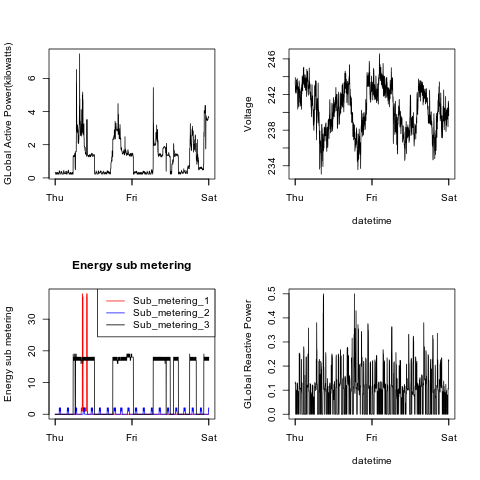 GLobal Active Power(kilowatts)
0 2 4 6
Thu Fri Sat
Voltage
234 238 242 246
Thu Fri Sat
datetime
Energy sub metering
Energy sub metering
0 10 20 30
Sub_metering_1
Sub_metering_2
Sub_metering_3
Thu Fri Sat
GLobal Reactive Power
0.0 0.1 0.2 0.3 0.4 0.5
Thu Fri Sat
datetime